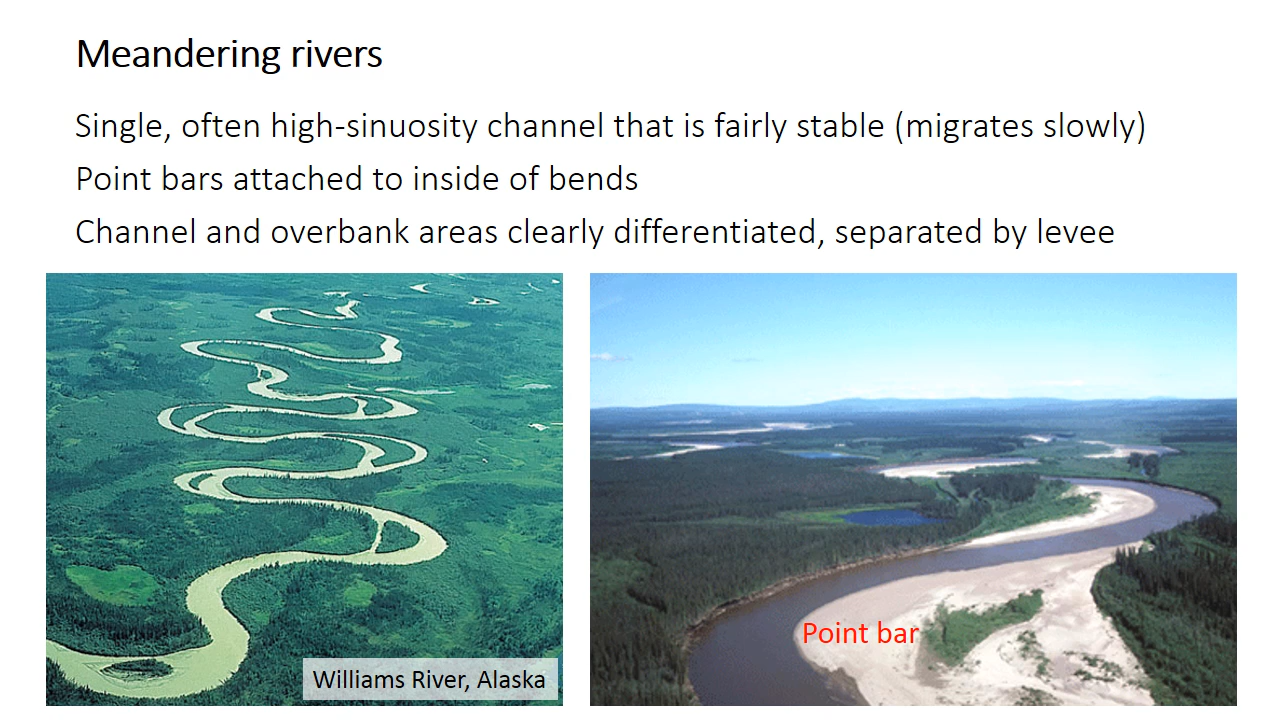 Meandering rivers
Single, often high-sinuosity channel that is fairly stable (migrates slowly)
Point bars attached to inside of bends
Channel and overbank areas clearly differentiated, separated by levee
Point bar
Williams River, Alaska